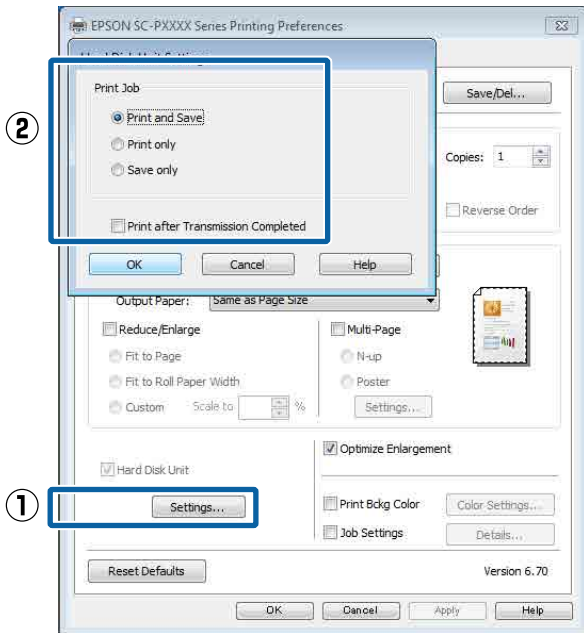 EPSON SC-PXXXX Series Printing Preferences
Print Job
Print and Save
Print only
Save only
Print after Transmission Completed
OK Cancel Help
Save/Del...
Copies: 1
Reverse Order
Output Paper: Same as Page Size
Reduce/Enlarge
Fit to Page
Fit to Roll Paper Width
Custom Scale to %
Multi-Page
N-up
Poster
Settings...
Hard Disk Unit
Settings...
Optimize Enlargement
Print Bckg Color Color Settings...
Job Settings Details...
Reset Defaults Version 6.70
OK Cancel Apply Help
②
①